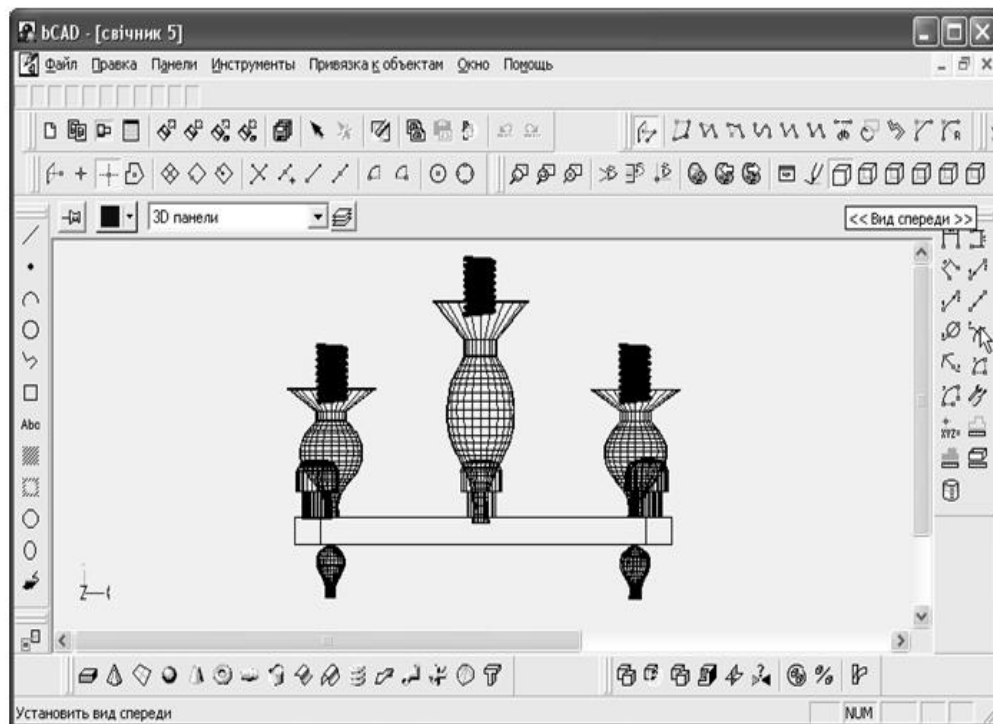 bCAD - [свічник 5]
Файл Правка Панели Инструменты Привязка к объектам Окно Помощь
3D панели
<< Вид спереди >>
Abc
XYZ=
Z
Установить вид спереди
NUM